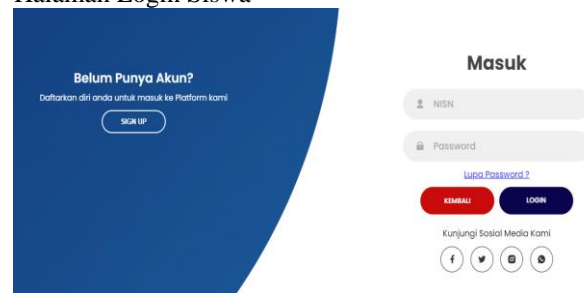 Halaman Login Siswa
Belum Punya Akun?
Daftarkan diri anda untuk masuk ke Platform kami
SIGN UP
Masuk
NISN
Password
Lupa Password ?
KEMBALI
LOGIN
Kunjungi Sosial Media Kami